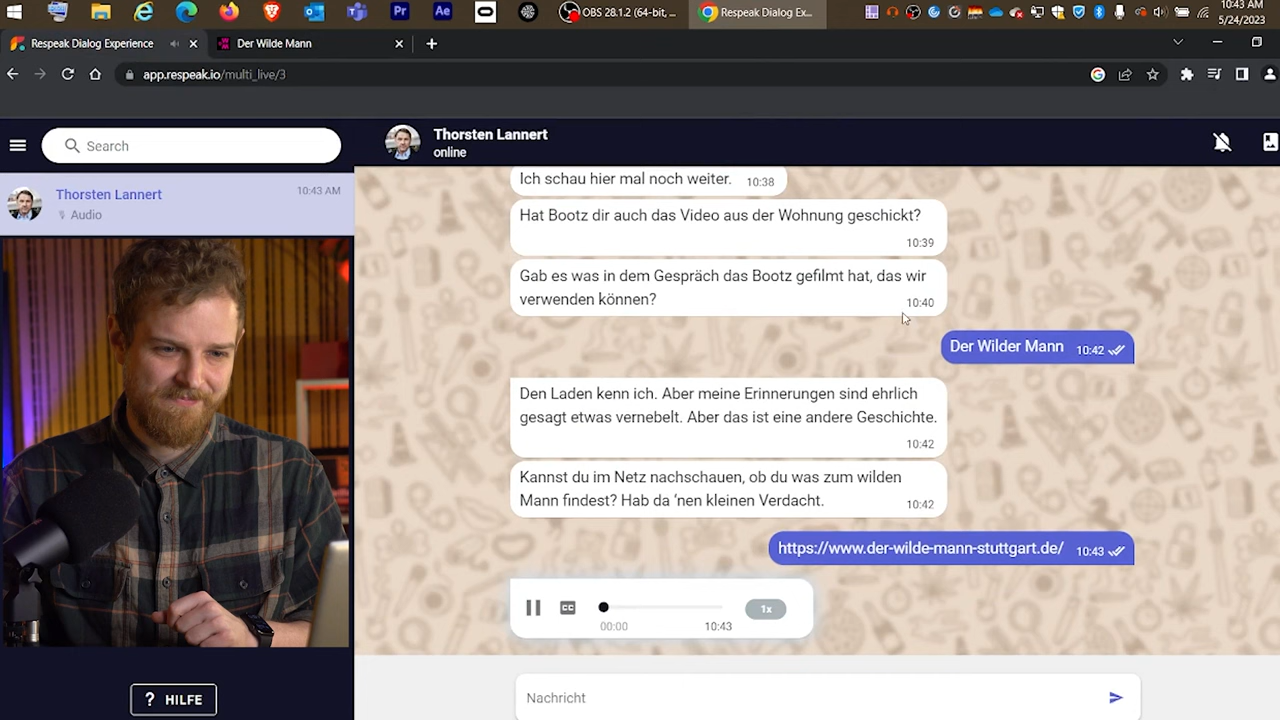 Pr
Ae
OBS 28.1.2 (64-bit, ...
Respeak Dialog Ex...
10:43 AM
5/24/2023
Respeak Dialog Experience
Der Wilde Mann
app.respeak.io/multi_live/3
Search
Thorsten Lannert
online
Thorsten Lannert
10:43 AM
Audio
Ich schau hier mal noch weiter.
10:38
Hat Bootz dir auch das Video aus der Wohnung geschickt?
10:39
Gab es was in dem Gespräch das Bootz gefilmt hat, das wir
verwenden können?
10:40
Der Wilder Mann
10:42
Den Laden kenn ich. Aber meine Erinnerungen sind ehrlich
gesagt etwas vernebelt. Aber das ist eine andere Geschichte.
10:42
Kannst du im Netz nachschauen, ob du was zum wilden
Mann findest? Hab da ‘nen kleinen Verdacht.
10:42
https://www.der-wilde-mann-stuttgart.de/
10:43
CC
1x
00:00
10:43
? HILFE
Nachricht